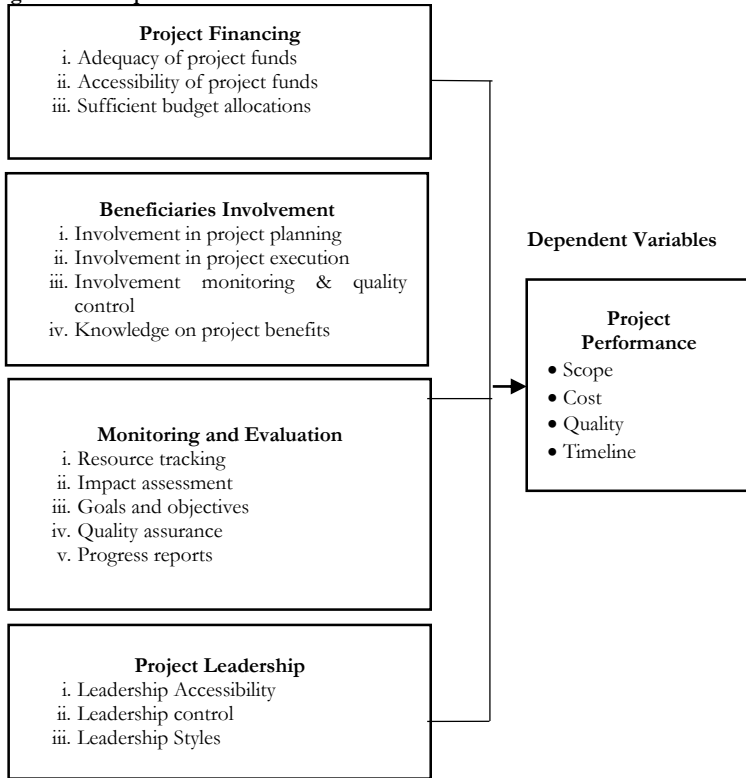 Project Financing
i. Adequacy of project funds
ii. Accessibility of project funds
iii. Sufficient budget allocations
Beneficiaries Involvement
i. Involvement in project planning
ii. Involvement in project execution
iii. Involvement monitoring & quality
control
iv. Knowledge on project benefits
Monitoring and Evaluation
i. Resource tracking
ii. Impact assessment
iii. Goals and objectives
iv. Quality assurance
v. Progress reports
Project Leadership
i. Leadership Accessibility
ii. Leadership control
iii. Leadership Styles
Dependent Variables
Project
Performance
• Scope
• Cost
• Quality
• Timeline